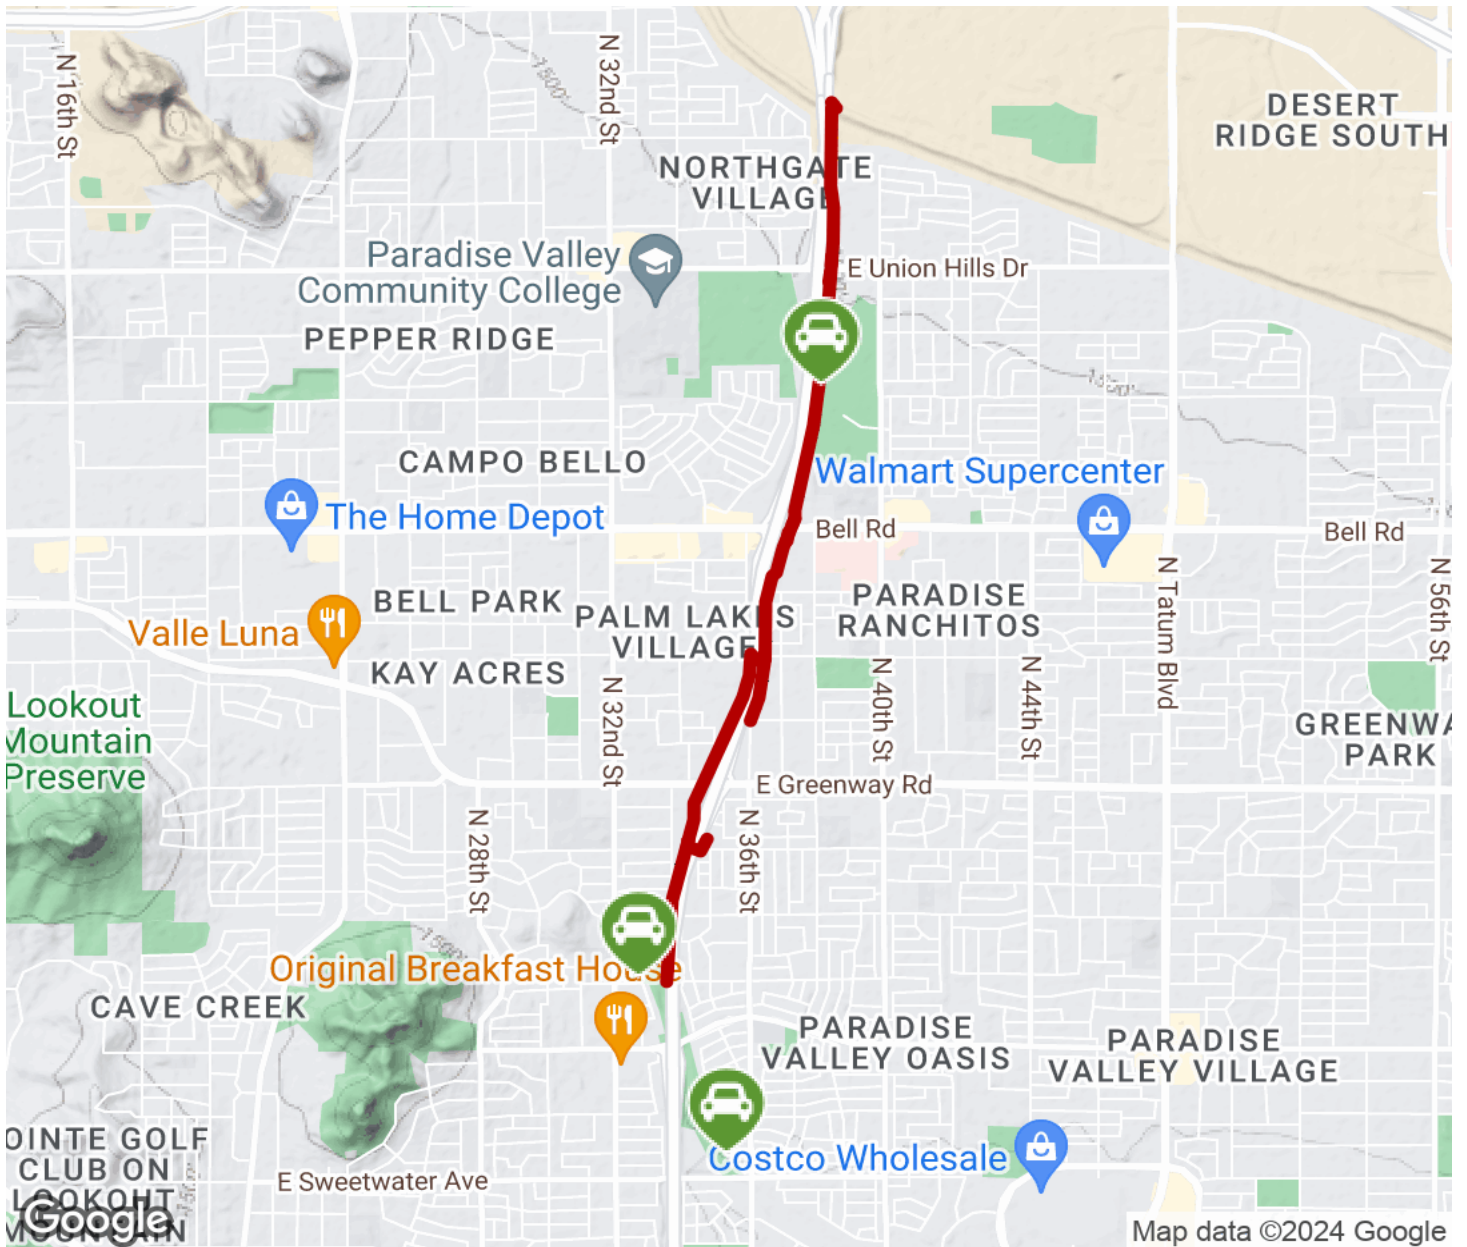 N 16th St
N 32nd St
1500'
DESERT
RIDGE SOUTH
NORTHGATE
VILLAGE
Paradise Valley
Community College
E Union Hills Dr
PEPPER RIDGE
CAMPO BELLO
Walmart Supercenter
The Home Depot
Bell Rd
Bell Rd
N Tatum Blvd
N 56th St
BELL PARK
PALM LAKES
VILLAGE
PARADISE
RANCHITOS
Valle Luna
KAY ACRES
N 32nd St
N 40th St
N 44th St
Lookout
Mountain
Preserve
GREENWA
PARK
E Greenway Rd
N 28th St
N 36th St
1500'
Original Breakfast House
CAVE CREEK
PARADISE
VALLEY OASIS
PARADISE
VALLEY VILLAGE
OINTE GOLF
CLUB ON
LOOKOUT
MOUNTAIN
E Sweetwater Ave
Costco Wholesale
Google
Map data ©2024 Google